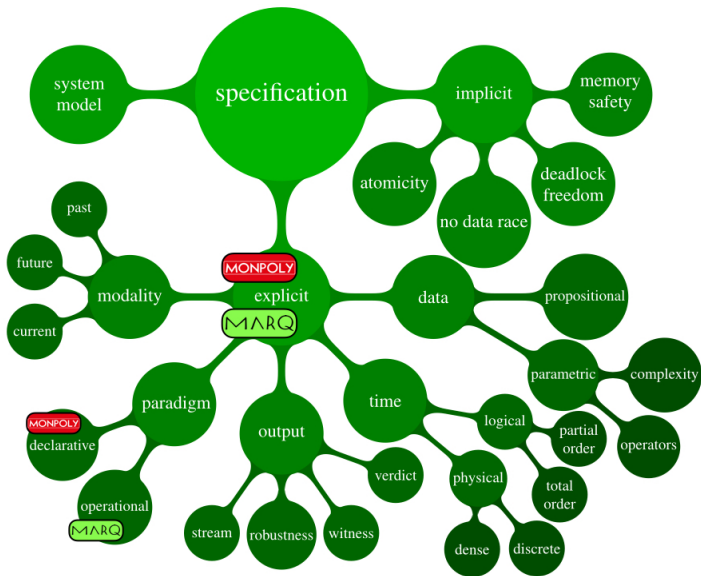 specification
system
model
implicit
memory
safety
atomicity
no data race
deadlock
freedom
past
future
current
modality
MONPOLY
explicit
MARQ
data
propositional
parametric
complexity
operators
paradigm
MONPOLY
declarative
operational
MARQ
output
stream
robustness
witness
verdict
time
logical
partial
order
total
order
physical
dense
discrete